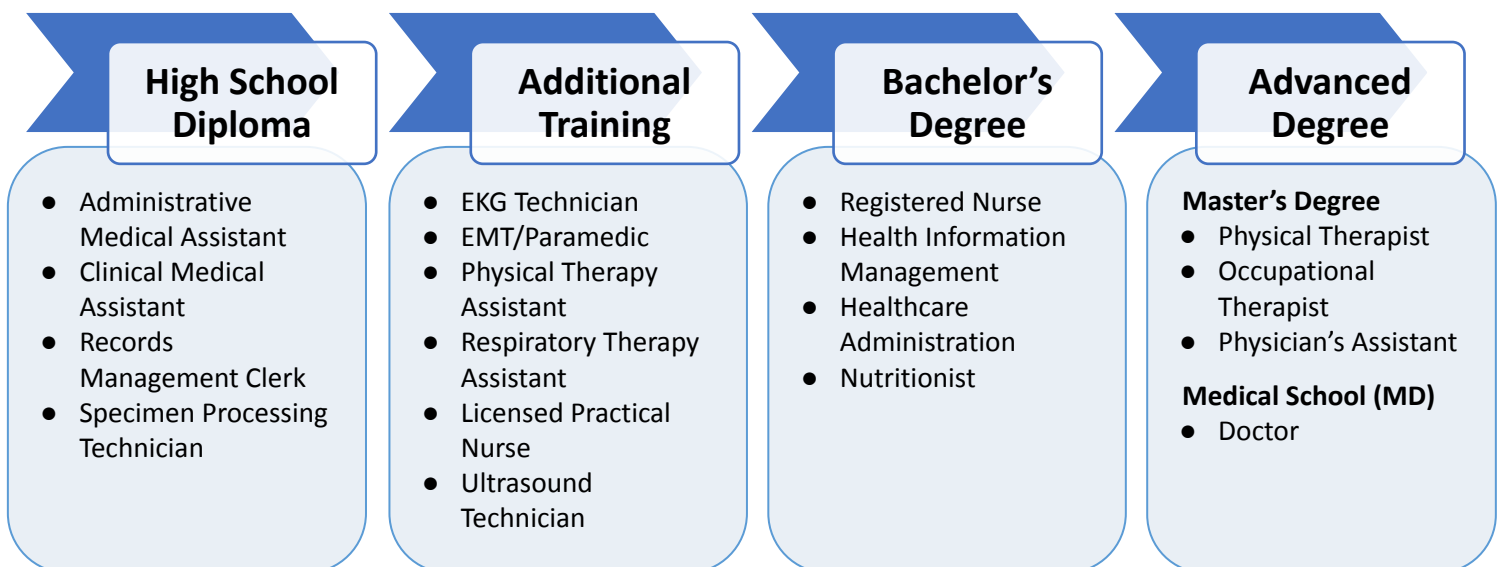 High School
Diploma
● Administrative
Medical Assistant
● Clinical Medical
Assistant
● Records
Management Clerk
● Specimen Processing
Technician
Additional
Training
● EKG Technician
● EMT/Paramedic
● Physical Therapy
Assistant
● Respiratory Therapy
Assistant
● Licensed Practical
Nurse
● Ultrasound
Technician
Bachelor’s
Degree
● Registered Nurse
● Health Information
Management
● Healthcare
Administration
● Nutritionist
Advanced
Degree
Master’s Degree
● Physical Therapist
● Occupational
Therapist
● Physician’s Assistant
Medical School (MD)
● Doctor